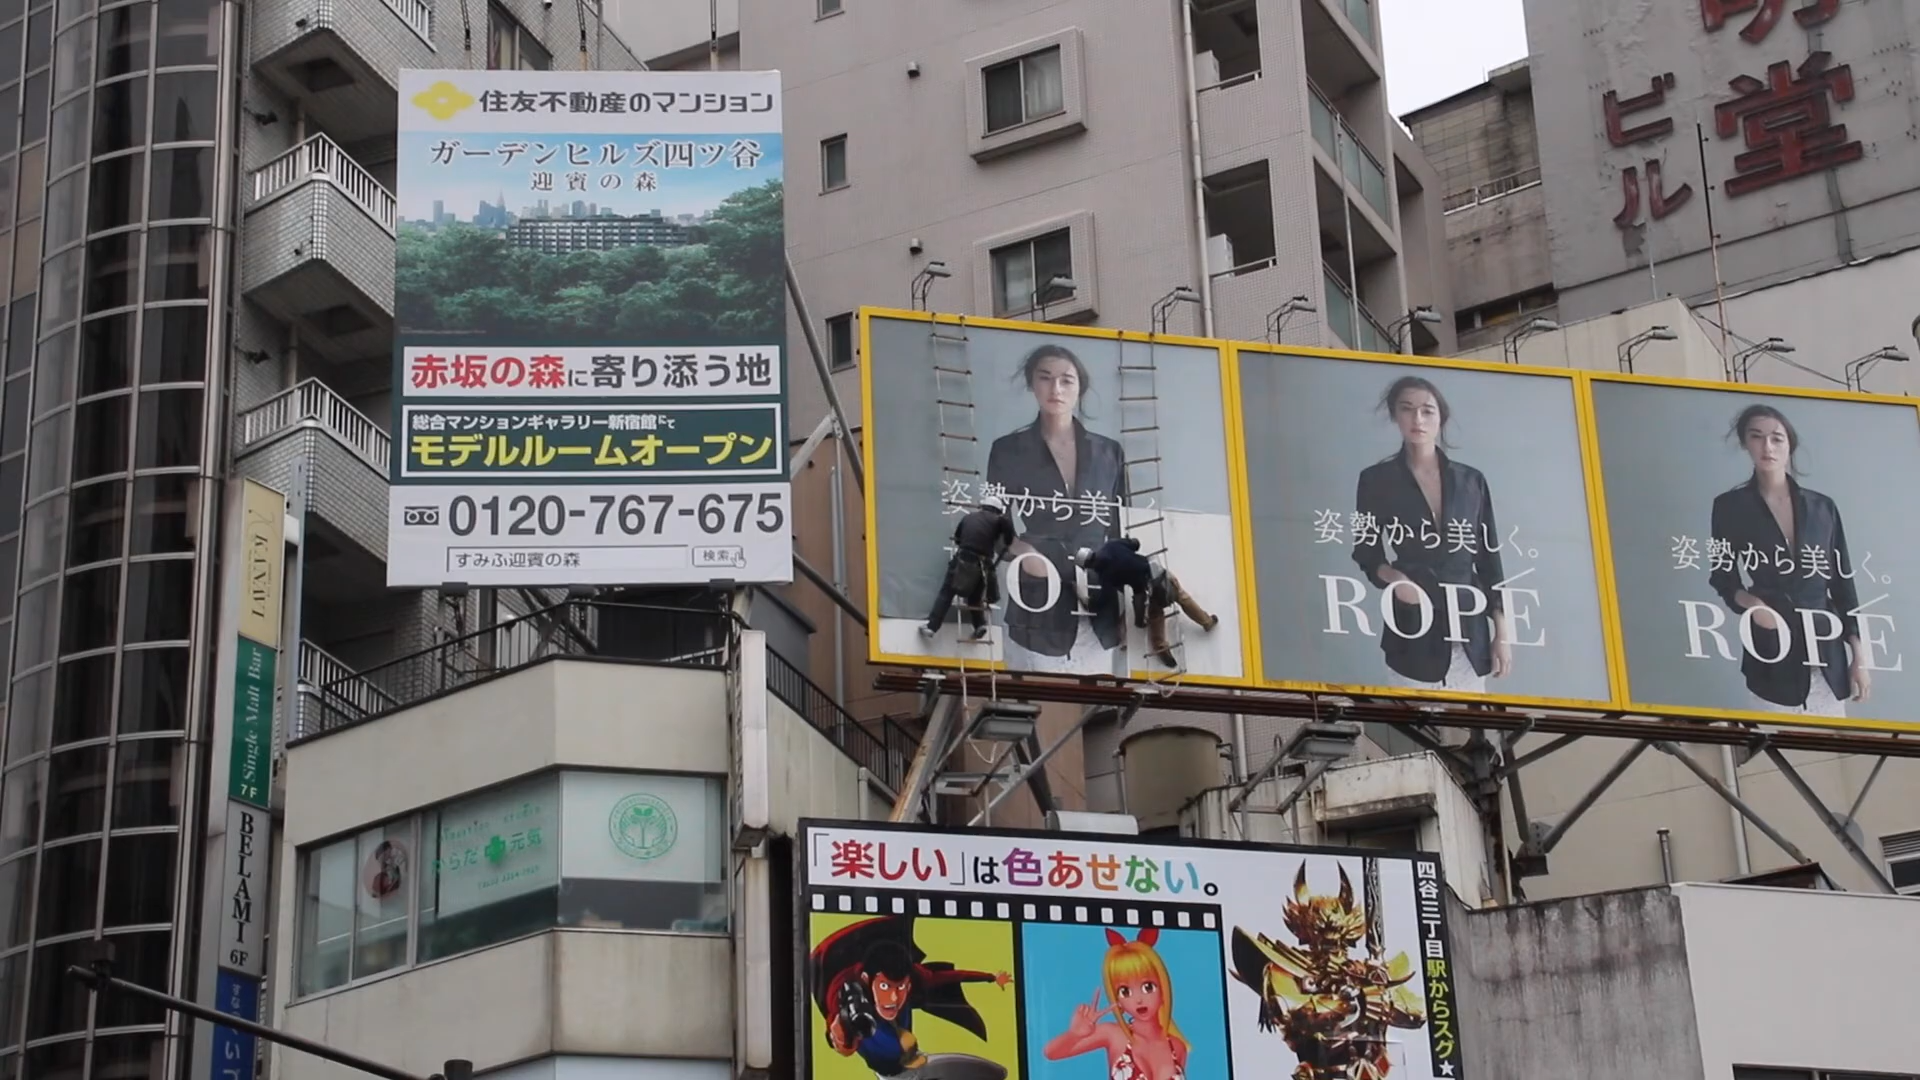 住友不動産のマンション
ガーデンヒルズ四ツ谷
迎賓の森
赤坂の森に寄り添う地
総合マンションギャラリー新宿館にて
モデルルームオープン
0120-767-675
すみふ迎賓の森 検索
堂
ビル
姿勢から美しく
姿勢から美しく。
ROPÉ
姿勢から美しく。
ROPÉ
KANAWA
Single Malt Bar
7F
BELAMI
6F
からだ 元気
「楽しい」は色あせない。
四谷三丁目駅からスグ★